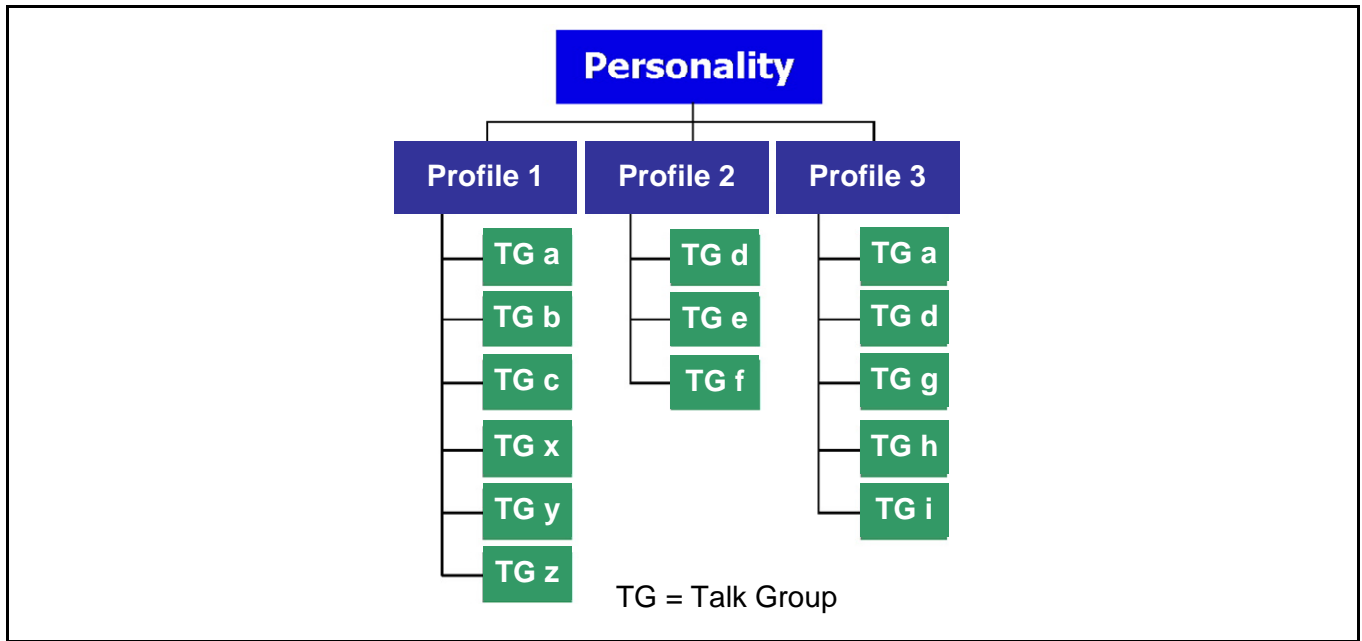 Personality
Profile 1
Profile 2
Profile 3
TG a
TG b
TG c
TG x
TG y
TG z
TG d
TG e
TG f
TG a
TG d
TG g
TG h
TG i
TG = Talk Group